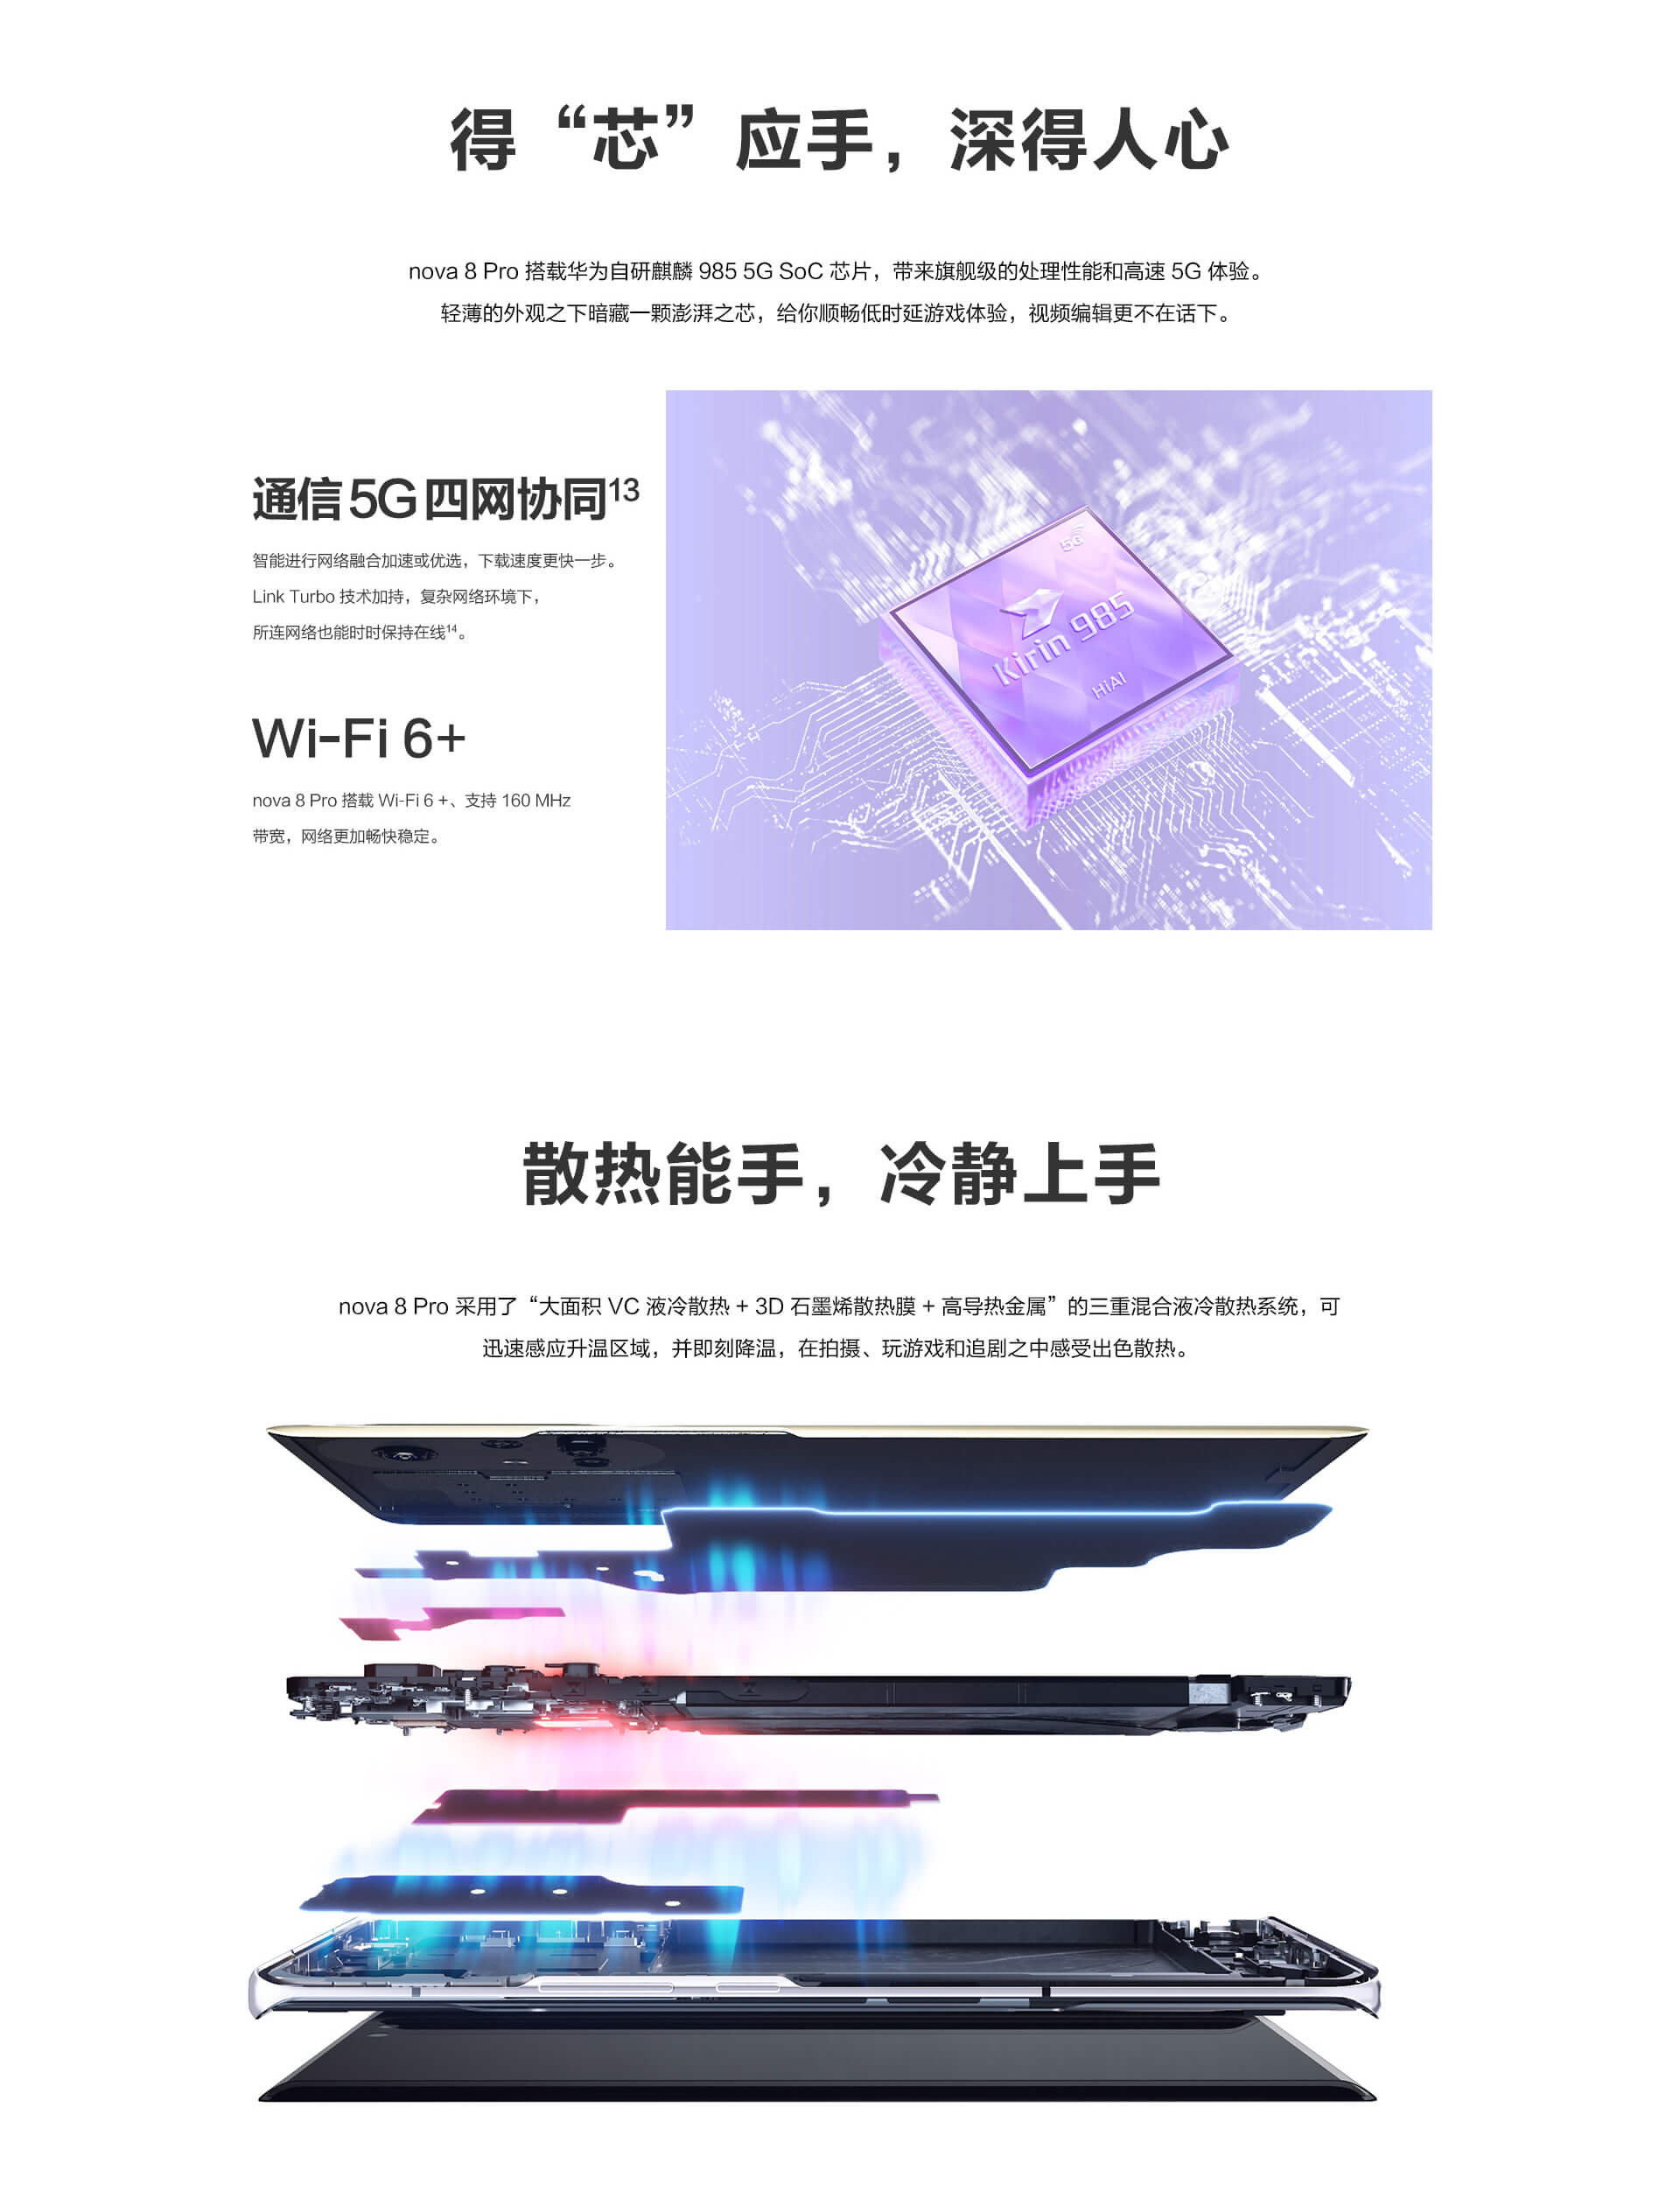 得“芯”应手，深得人心
nova 8 Pro 搭载华为自研麒麟 985 5G SoC 芯片，带来旗舰级的处理性能和高速 5G 体验。
轻薄的外观之下暗藏一颗澎湃之芯，给你顺畅低时延游戏体验，视频编辑更不在话下。
通信 5G 四网协同13
智能进行网络融合加速或优选，下载速度更快一步。
Link Turbo 技术加持，复杂网络环境下，
所连网络也能时时保持在线14。
Wi-Fi 6+
nova 8 Pro 搭载 Wi-Fi 6 +、支持 160 MHz
带宽，网络更加畅快稳定。
5G
Kirin 985
HiAI
散热能手，冷静上手
nova 8 Pro 采用了“大面积 VC 液冷散热 + 3D 石墨烯散热膜 + 高导热金属”的三重混合液冷散热系统，可
迅速感应升温区域，并即刻降温，在拍摄、玩游戏和追剧之中感受出色散热。